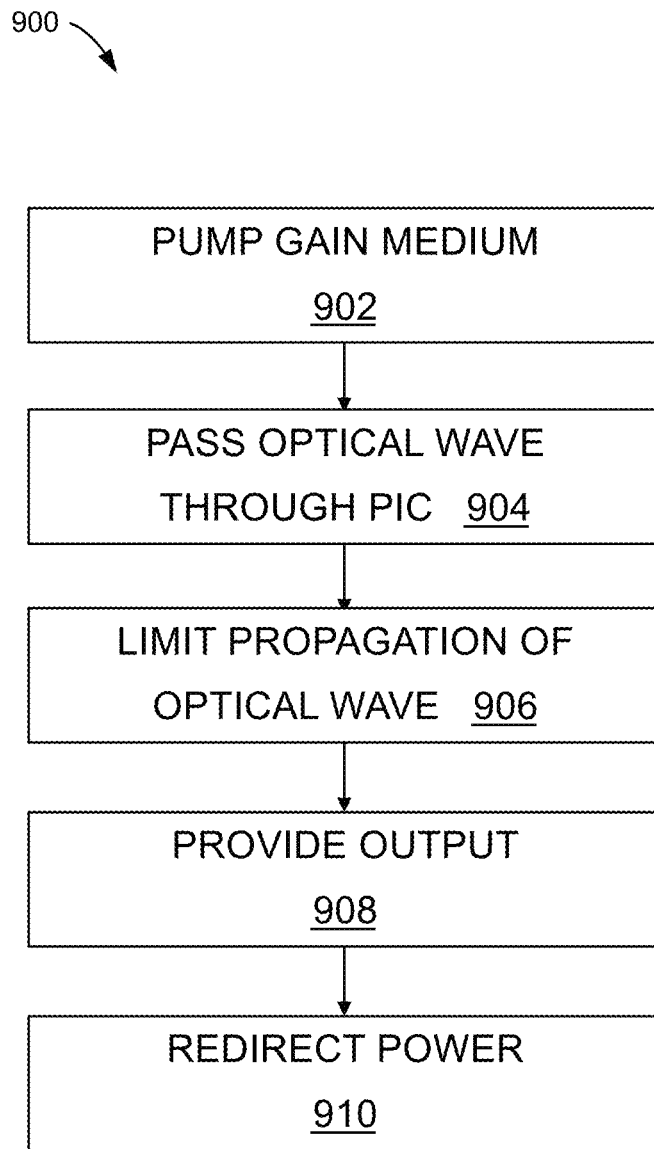 900
PUMP GAIN MEDIUM
902
PASS OPTICAL WAVE
THROUGH PIC 904
LIMIT PROPAGATION OF
OPTICAL WAVE 906
PROVIDE OUTPUT
908
REDIRECT POWER
910